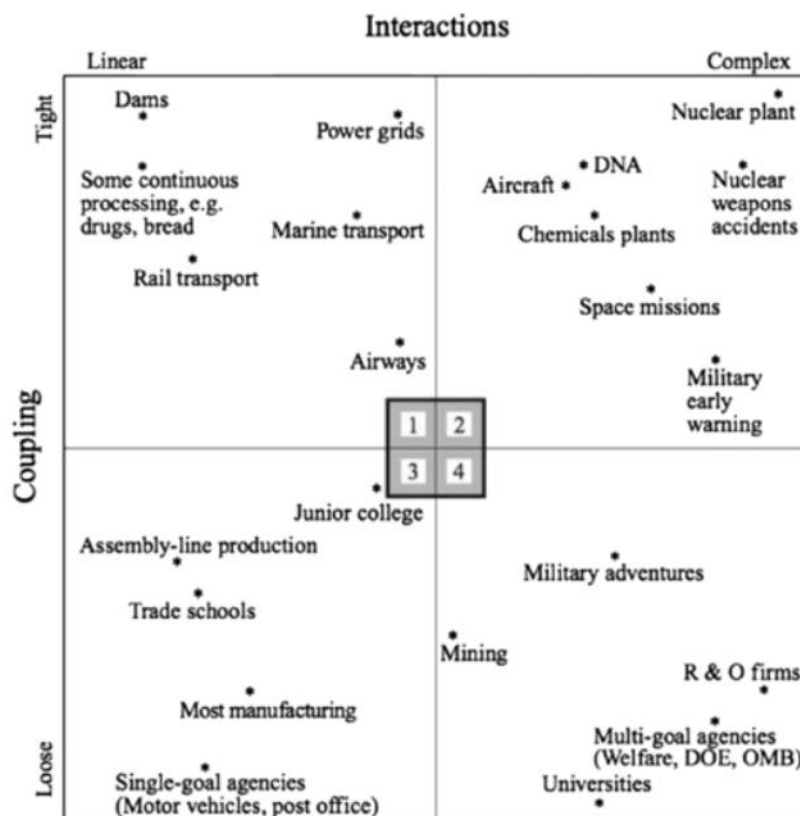 Interactions
Linear
Complex
Tight
Coupling
Loose
Dams
Power grids
Nuclear plant
Some continuous
processing, e.g.
drugs, bread
Marine transport
Aircraft
DNA
Nuclear
weapons
accidents
Chemicals plants
Rail transport
Space missions
Airways
Military
early
warning
1
2
3
4
Junior college
Assembly-line production
Trade schools
Military adventures
Mining
R & O firms
Most manufacturing
Multi-goal agencies
(Welfare, DOE, OMB)
Single-goal agencies
(Motor vehicles, post office)
Universities